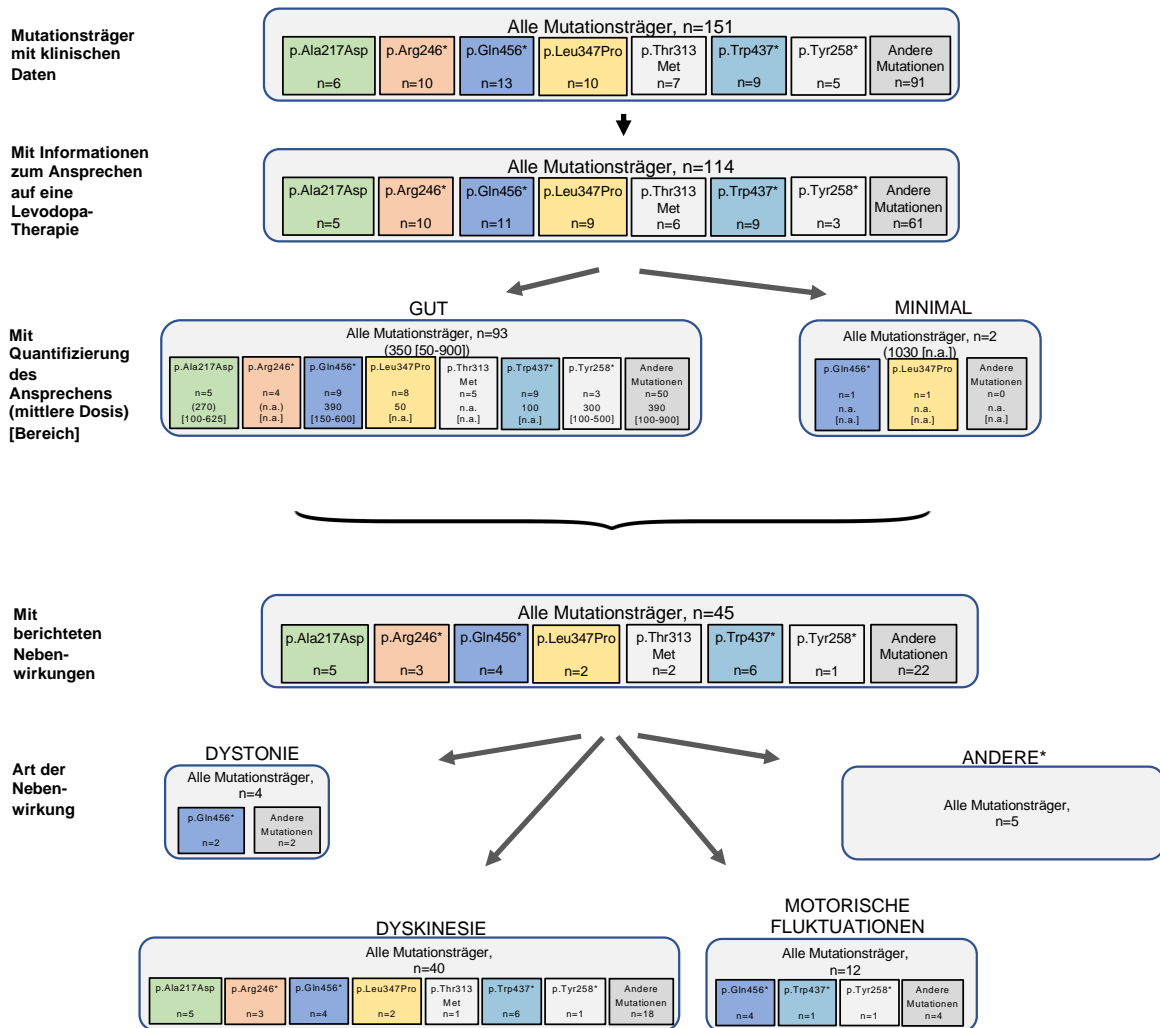 Mutationsträger
mit klinischen
Daten
Alle Mutationsträger, n=151
p.Ala217Asp
n=6
p.Arg246*
n=10
p.Gln456*
n=13
p.Leu347Pro
n=10
p.Thr313
Met
n=7
p.Trp437*
n=9
p.Tyr258*
n=5
Andere
Mutationen
n=91
Mit Informationen
zum Ansprechen
auf eine
Levodopa-
Therapie
Alle Mutationsträger, n=114
p.Ala217Asp
n=5
p.Arg246*
n=10
p.Gln456*
n=11
p.Leu347Pro
n=9
p.Thr313
Met
n=6
p.Trp437*
n=9
p.Tyr258*
n=3
Andere
Mutationen
n=61
Mit
Quantifizierung
des
Ansprechens
(mittlere Dosis)
[Bereich]
GUT
Alle Mutationsträger, n=93
(350 [50-900])
p.Ala217Asp
n=5
(270)
[100-625]
p.Arg246*
n=4
(n.a.)
[n.a.]
p.Gln456*
n=9
390
[150-600]
p.Leu347Pro
n=8
50
[n.a.]
p.Thr313
Met
n=5
n.a.
[n.a.]
p.Trp437*
n=9
100
[n.a.]
p.Tyr258*
n=3
300
[100-500]
Andere
Mutationen
n=50
390
[100-900]
MINIMAL
Alle Mutationsträger, n=2
(1030 [n.a.])
p.Gln456*
n=1
n.a.
[n.a.]
p.Leu347Pro
n=1
n.a.
[n.a.]
Andere
Mutationen
n=0
n.a.
[n.a.]
Mit
berichteten
Neben-
wirkungen
Alle Mutationsträger, n=45
p.Ala217Asp
n=5
p.Arg246*
n=3
p.Gln456*
n=4
p.Leu347Pro
n=2
p.Thr313
Met
n=2
p.Trp437*
n=6
p.Tyr258*
n=1
Andere
Mutationen
n=22
Art der
Neben-
wirkung
DYSTONIE
Alle Mutationsträger,
n=4
p.Gln456*
n=2
Andere
Mutationen
n=2
ANDERE*
Alle Mutationsträger,
n=5
DYSKINESIE
Alle Mutationsträger,
n=40
p.Ala217Asp
n=5
p.Arg246*
n=3
p.Gln456*
n=4
p.Leu347Pro
n=2
p.Thr313
Met
n=1
p.Trp437*
n=6
p.Tyr258*
n=1
Andere
Mutationen
n=18
MOTORISCHE
FLUKTUATIONEN
Alle Mutationsträger,
n=12
p.Gln456*
n=4
p.Trp437*
n=1
p.Tyr258*
n=1
Andere
Mutationen
n=4